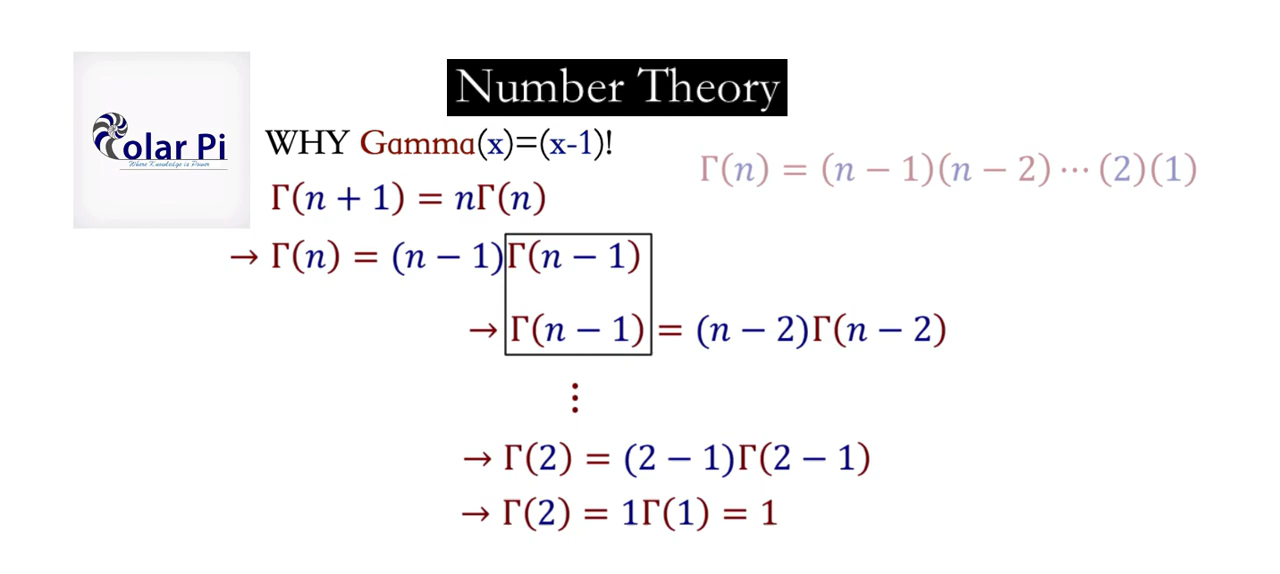 Number Theory
olar Pi
Where Knowledge is Power
WHY Gamma(x)=(x-1)!
Γ(n) = (n − 1)(n − 2) ⋯ (2)(1)
Γ(n + 1) = nΓ(n)
→ Γ(n) = (n − 1)Γ(n − 1)
→ Γ(n − 1) = (n − 2)Γ(n − 2)
⋮
→ Γ(2) = (2 − 1)Γ(2 − 1)
→ Γ(2) = 1Γ(1) = 1